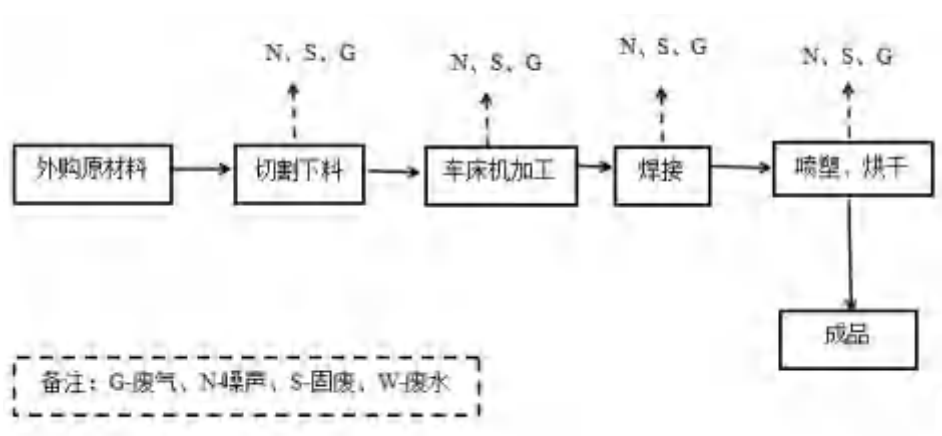 N、S、G
N、S、G
N、S、G
N、S、G
外购原材料
切割下料
车床机加工
焊接
喷塑、烘干
成品
备注：G-废气、N-噪声、S-固废、W-废水